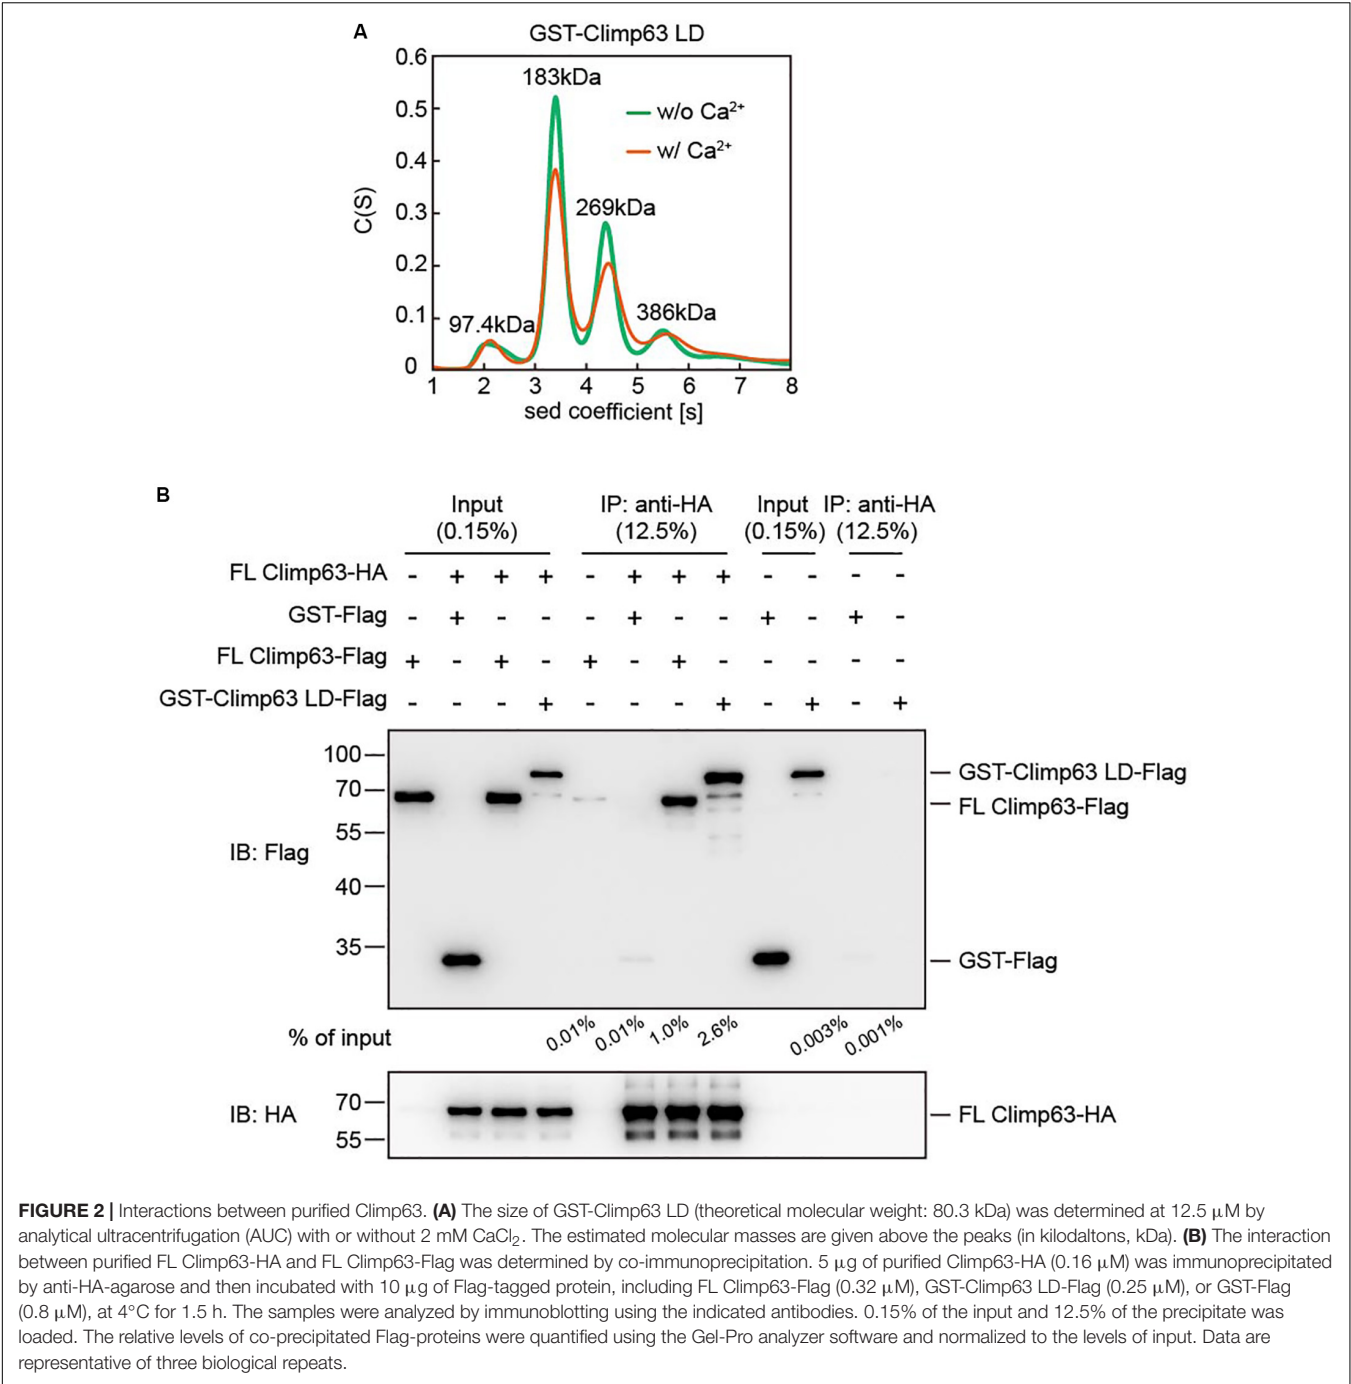 A
GST-Climp63 LD
0.6
0.5
0.4
0.3
0.2
0.1
0
C(S)
183kDa
w/o Ca²⁺
w/ Ca²⁺
269kDa
386kDa
97.4kDa
1 2 3 4 5 6 7 8
sed coefficient [s]
B
Input IP: anti-HA Input IP: anti-HA
(0.15%) (12.5%) (0.15%) (12.5%)
FL Climp63-HA - + + + - + + + - - - -
GST-Flag - + - - - + - - + - + -
FL Climp63-Flag + - + - + - + - - - - -
GST-Climp63 LD-Flag - - - + - - - + - + - +
100
70
55
40
35
IB: Flag
GST-Climp63 LD-Flag
FL Climp63-Flag
GST-Flag
% of input 0.01% 0.01% 1.0% 2.6% 0.003% 0.001%
70
55
IB: HA
FL Climp63-HA
FIGURE 2 | Interactions between purified Climp63. (A) The size of GST-Climp63 LD (theoretical molecular weight: 80.3 kDa) was determined at 12.5 μM by
analytical ultracentrifugation (AUC) with or without 2 mM CaCl₂. The estimated molecular masses are given above the peaks (in kilodaltons, kDa). (B) The interaction
between purified FL Climp63-HA and FL Climp63-Flag was determined by co-immunoprecipitation. 5 μg of purified Climp63-HA (0.16 μM) was immunoprecipitated
by anti-HA-agarose and then incubated with 10 μg of Flag-tagged protein, including FL Climp63-Flag (0.32 μM), GST-Climp63 LD-Flag (0.25 μM), or GST-Flag
(0.8 μM), at 4°C for 1.5 h. The samples were analyzed by immunoblotting using the indicated antibodies. 0.15% of the input and 12.5% of the precipitate was
loaded. The relative levels of co-precipitated Flag-proteins were quantified using the Gel-Pro analyzer software and normalized to the levels of input. Data are
representative of three biological repeats.